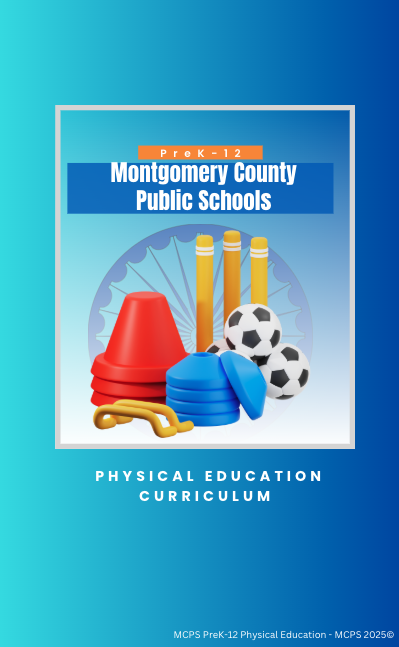 PreK-12
Montgomery County
Public Schools
PHYSICAL EDUCATION
CURRICULUM
MCPS PreK-12 Physical Education - MCPS 2025©